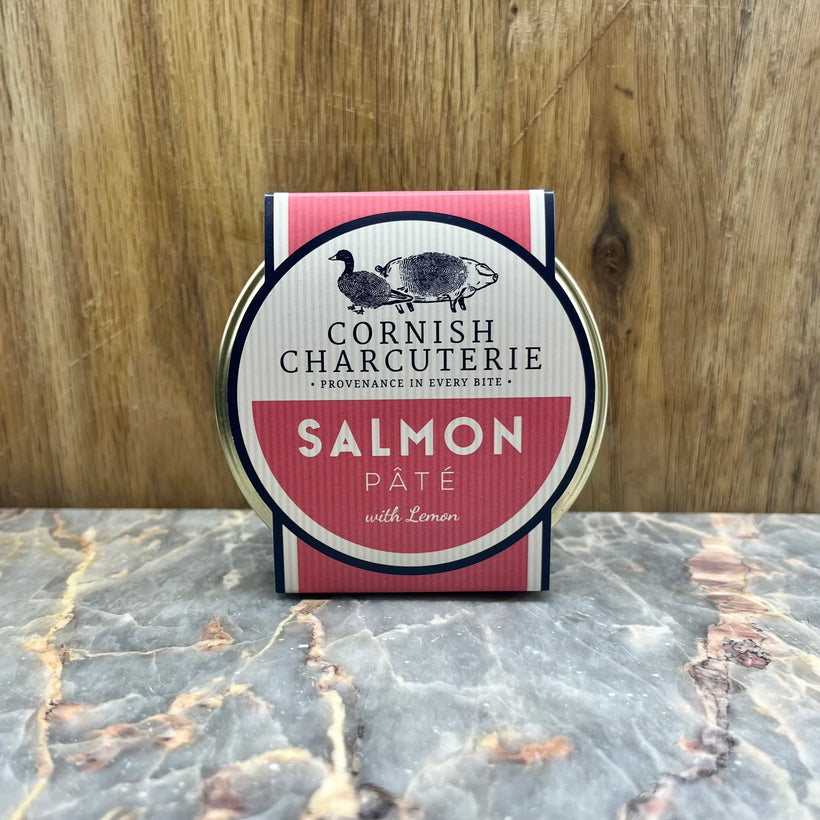 CORNISH
CHARCUTERIE
• PROVENANCE IN EVERY BITE •
SALMON
PÂTÉ
with Lemon